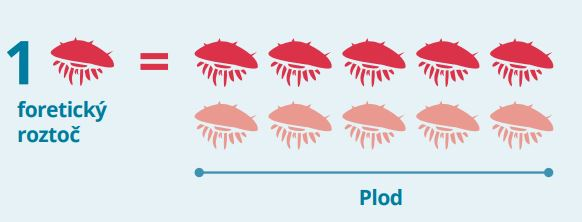 1 =
foretický
roztoč
Plod